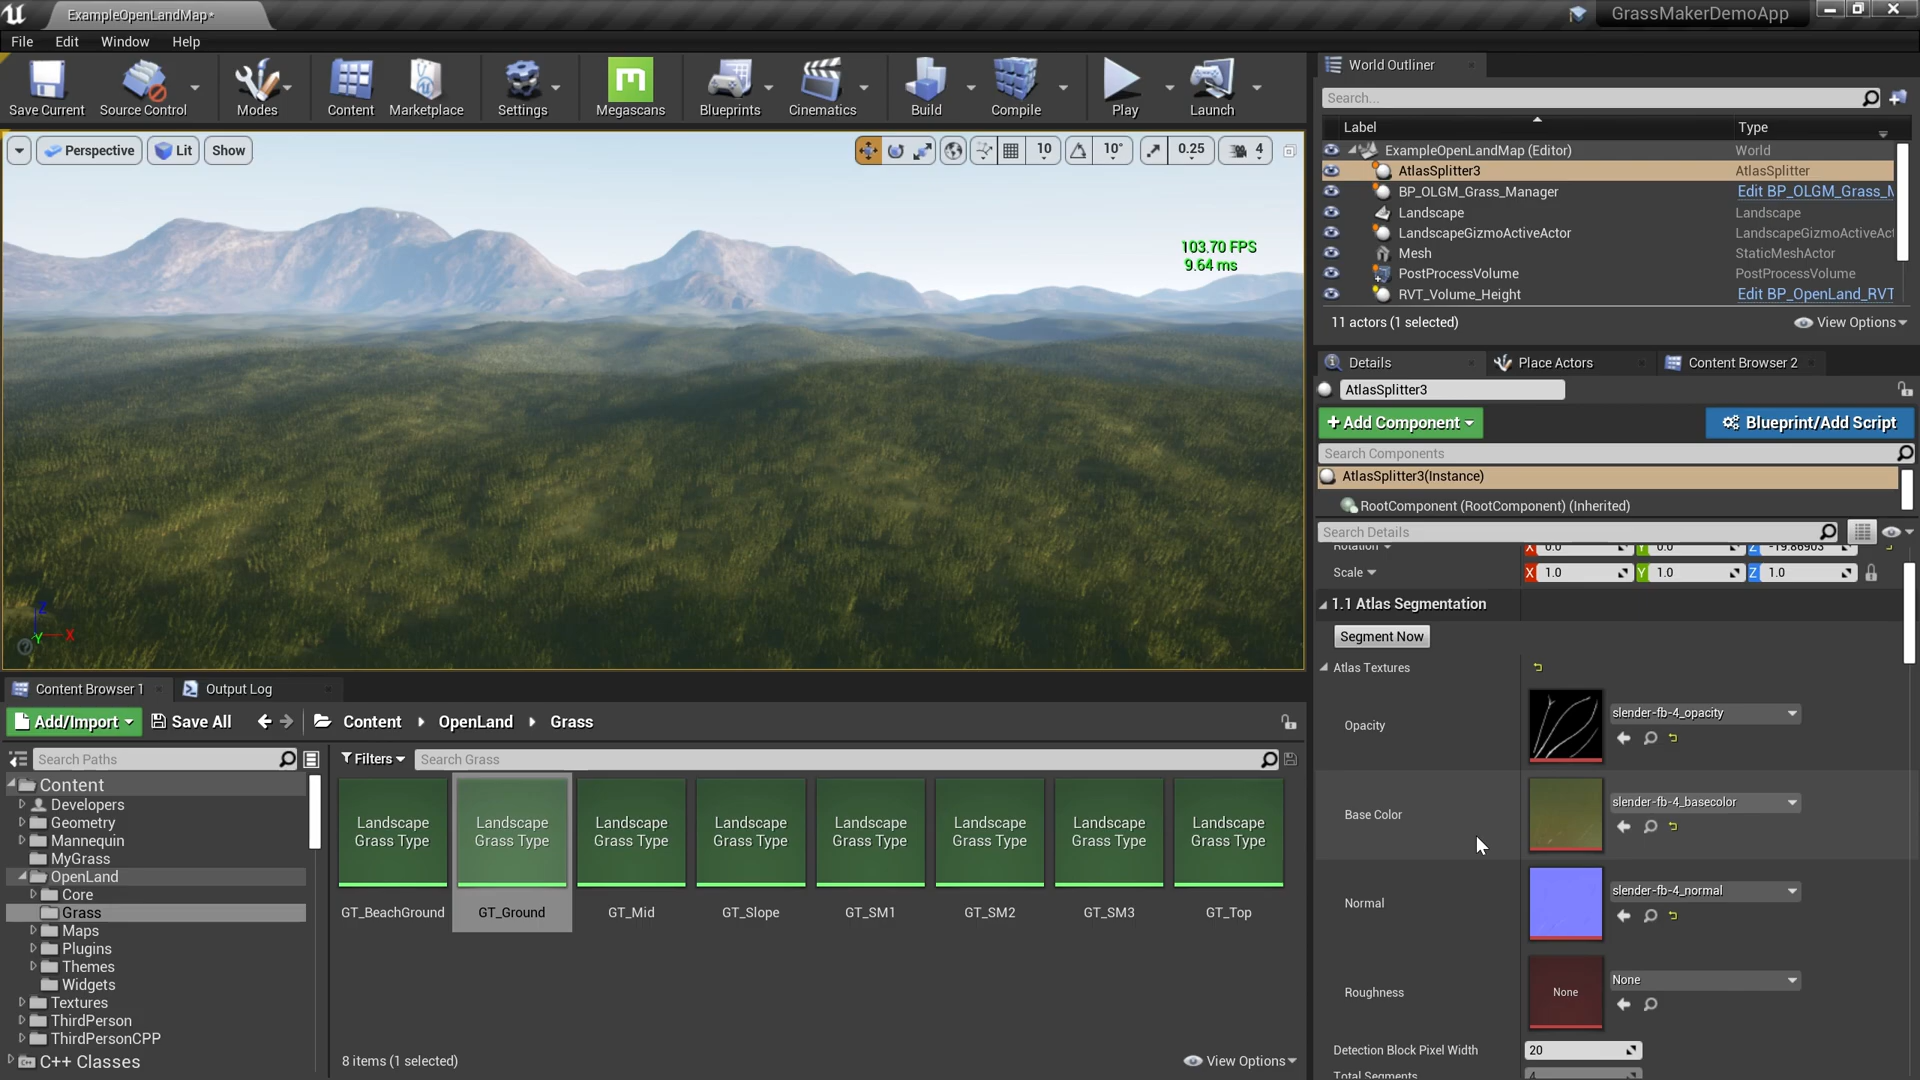 ExampleOpenLandMap*
GrassMakerDemoApp
File
Edit
Window
Help
Save Current
Source Control
Modes
Content
Marketplace
Settings
Megascans
Blueprints
Cinematics
Build
Compile
Play
Launch
Perspective
Lit
Show
10
10°
0.25
4
103.70 FPS
9.64 ms
Z
Y
X
World Outliner
Search...
Label
Type
ExampleOpenLandMap (Editor)
World
AtlasSplitter3
AtlasSplitter
BP_OLGM_Grass_Manager
Edit BP_OLGM_Grass_M
Landscape
Landscape
LandscapeGizmoActiveActor
LandscapeGizmoActiveAct
Mesh
StaticMeshActor
PostProcessVolume
PostProcessVolume
RVT_Volume_Height
Edit BP_OpenLand_RVT
11 actors (1 selected)
View Options
Details
Place Actors
Content Browser 2
AtlasSplitter3
+ Add Component
Blueprint/Add Script
Search Components
AtlasSplitter3(Instance)
RootComponent (RootComponent) (Inherited)
Search Details
Rotation
X 0.0
Y 0.0
Z -19.86903
Scale
X 1.0
Y 1.0
Z 1.0
1.1 Atlas Segmentation
Segment Now
Atlas Textures
Opacity
slender-fb-4_opacity
Base Color
slender-fb-4_basecolor
Normal
slender-fb-4_normal
Roughness
None
None
Detection Block Pixel Width
20
Total Segments
4
Content Browser 1
Output Log
Add/Import
Save All
Content
OpenLand
Grass
Search Paths
Filters
Search Grass
Content
Developers
Geometry
Mannequin
MyGrass
OpenLand
Core
Grass
Maps
Plugins
Themes
Widgets
Textures
ThirdPerson
ThirdPersonCPP
C++ Classes
Landscape
Grass Type
GT_BeachGround
Landscape
Grass Type
GT_Ground
Landscape
Grass Type
GT_Mid
Landscape
Grass Type
GT_Slope
Landscape
Grass Type
GT_SM1
Landscape
Grass Type
GT_SM2
Landscape
Grass Type
GT_SM3
Landscape
Grass Type
GT_Top
8 items (1 selected)
View Options